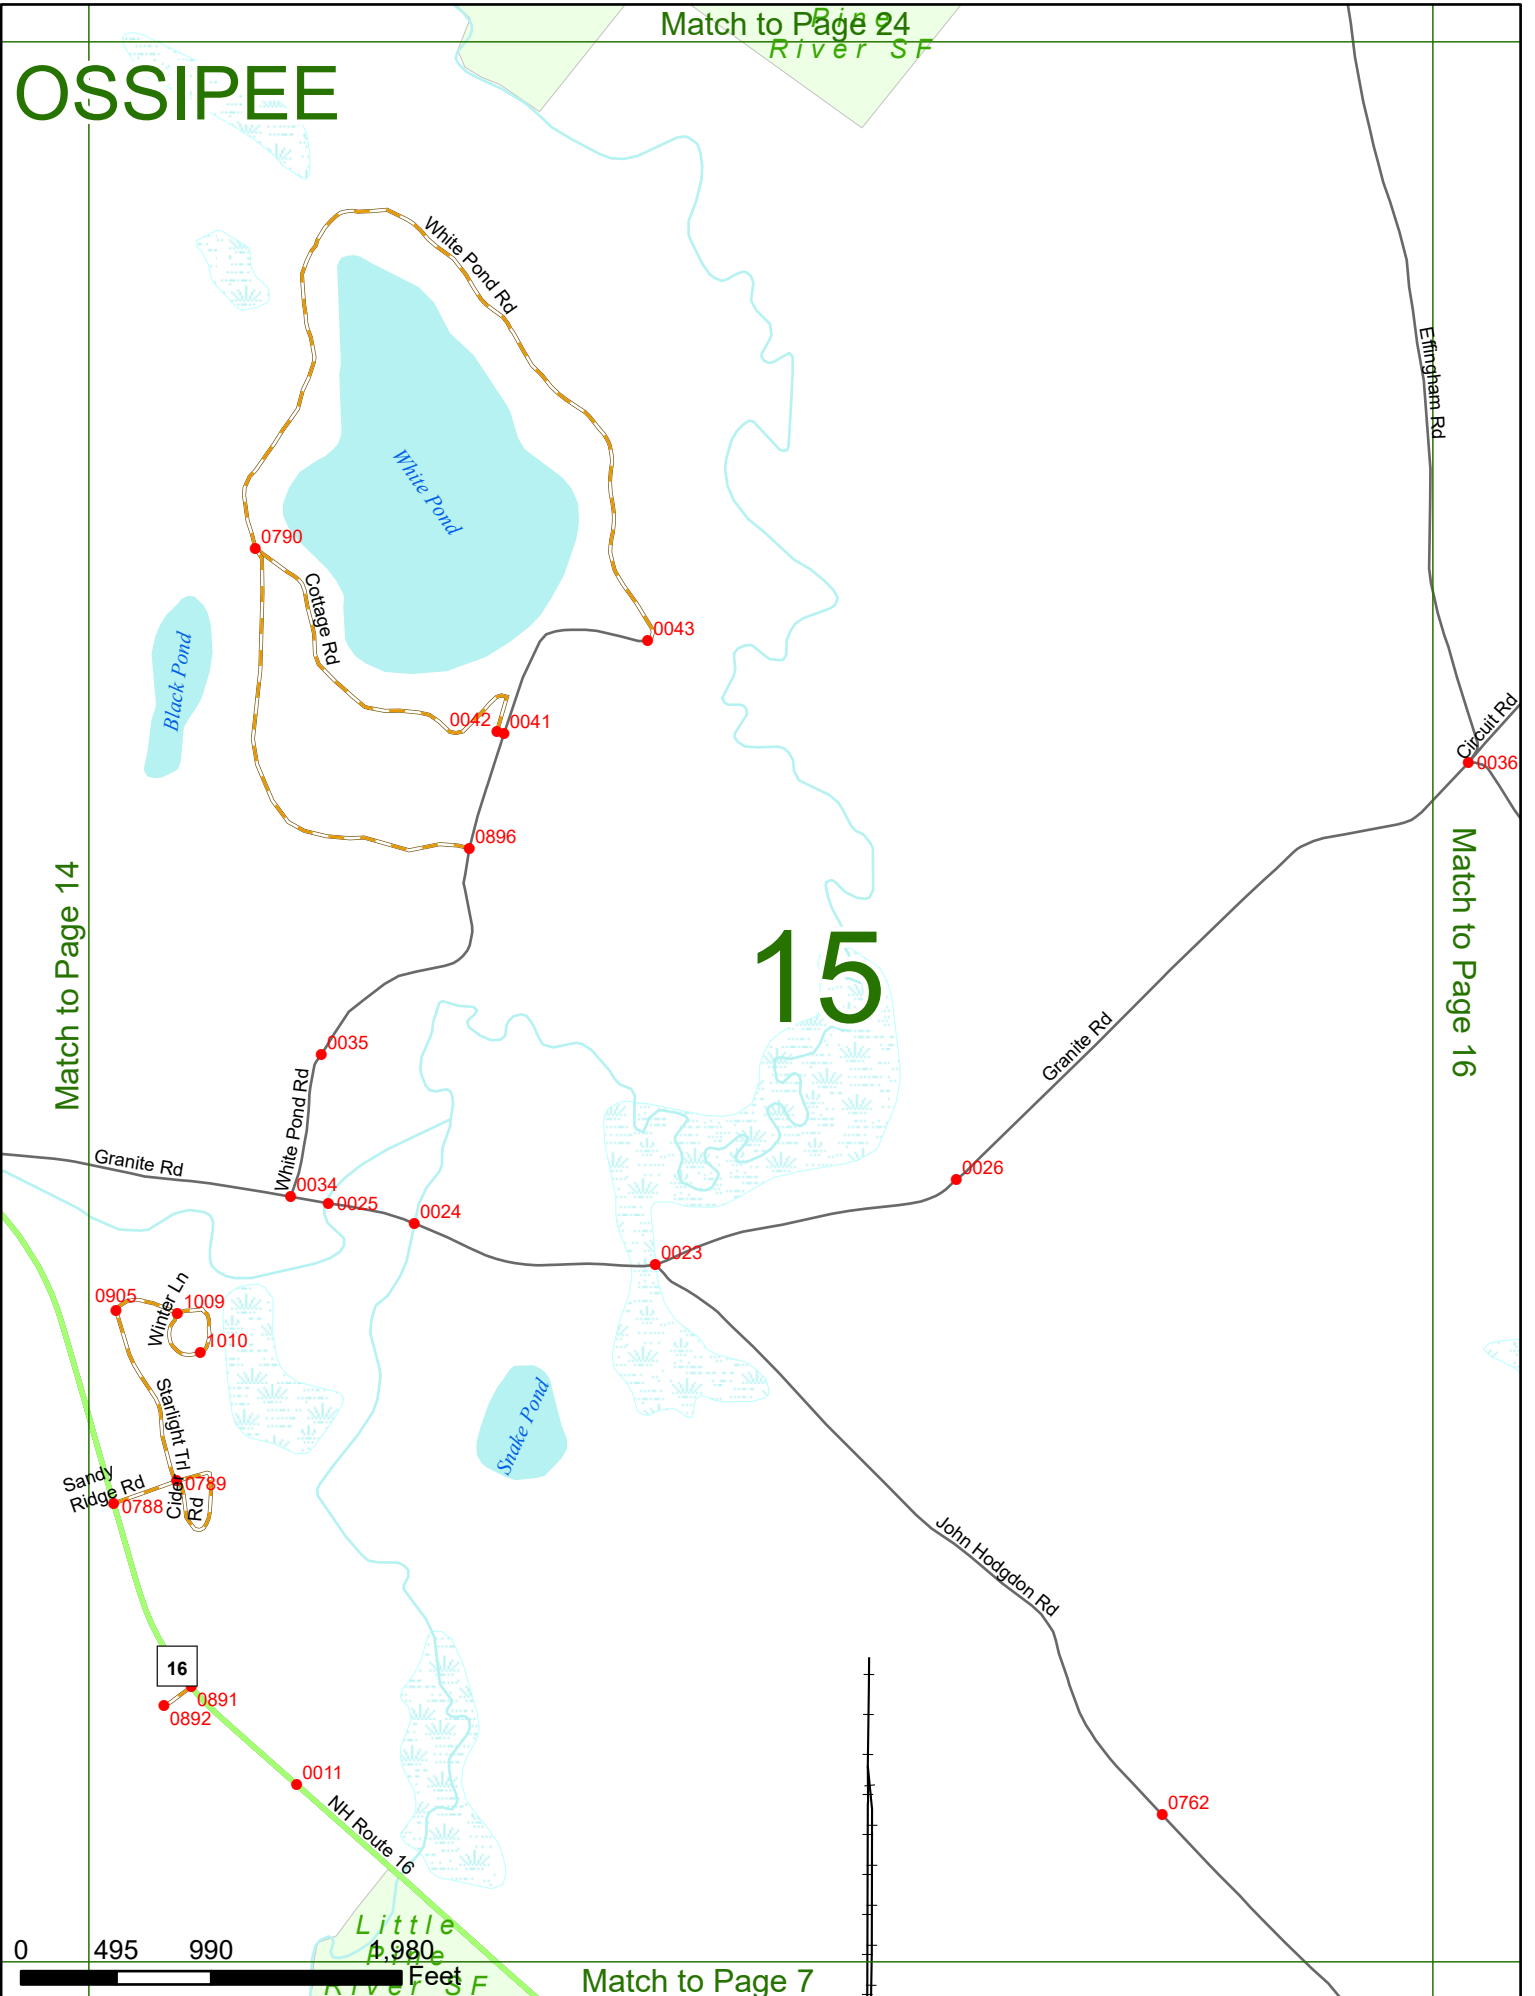 Match to Page 24
Pine
River SF
OSSIPEE
White Pond Rd
Effingham Rd
White Pond
0790
Cottage Rd
0043
Black Pond
0042
0041
Circuit Rd
0036
0896
Match to Page 14
Match to Page 16
15
0035
Granite Rd
White Pond Rd
Granite Rd
0034
0025
0024
0026
0023
0905
Winter Ln
1009
1010
Starlight Trl
Snake Pond
Sandy
Ridge Rd
0788
0789
Cider
Rd
John Hodgdon Rd
16
0891
0892
0011
NH Route 16
0762
Little
Pine
River SF
0 495 990 1,980
Feet
Match to Page 7